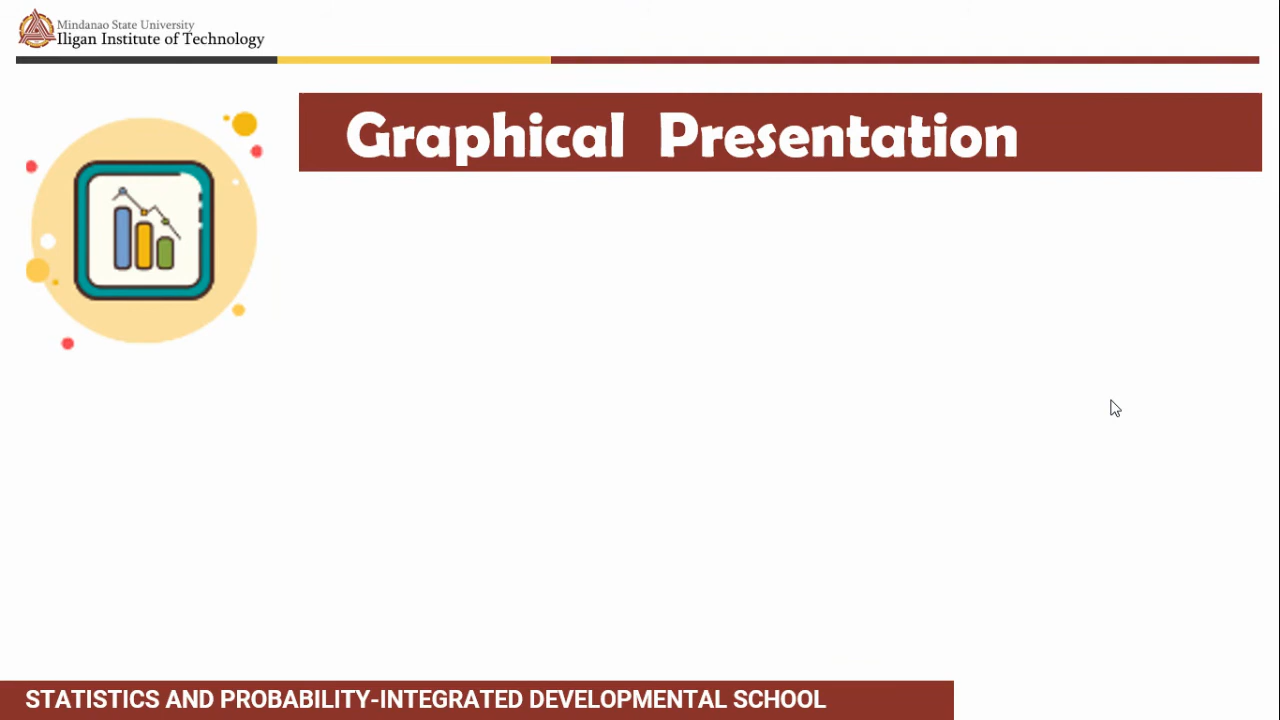 Mindanao State University
Iligan Institute of Technology
Graphical Presentation
STATISTICS AND PROBABILITY-INTEGRATED DEVELOPMENTAL SCHOOL